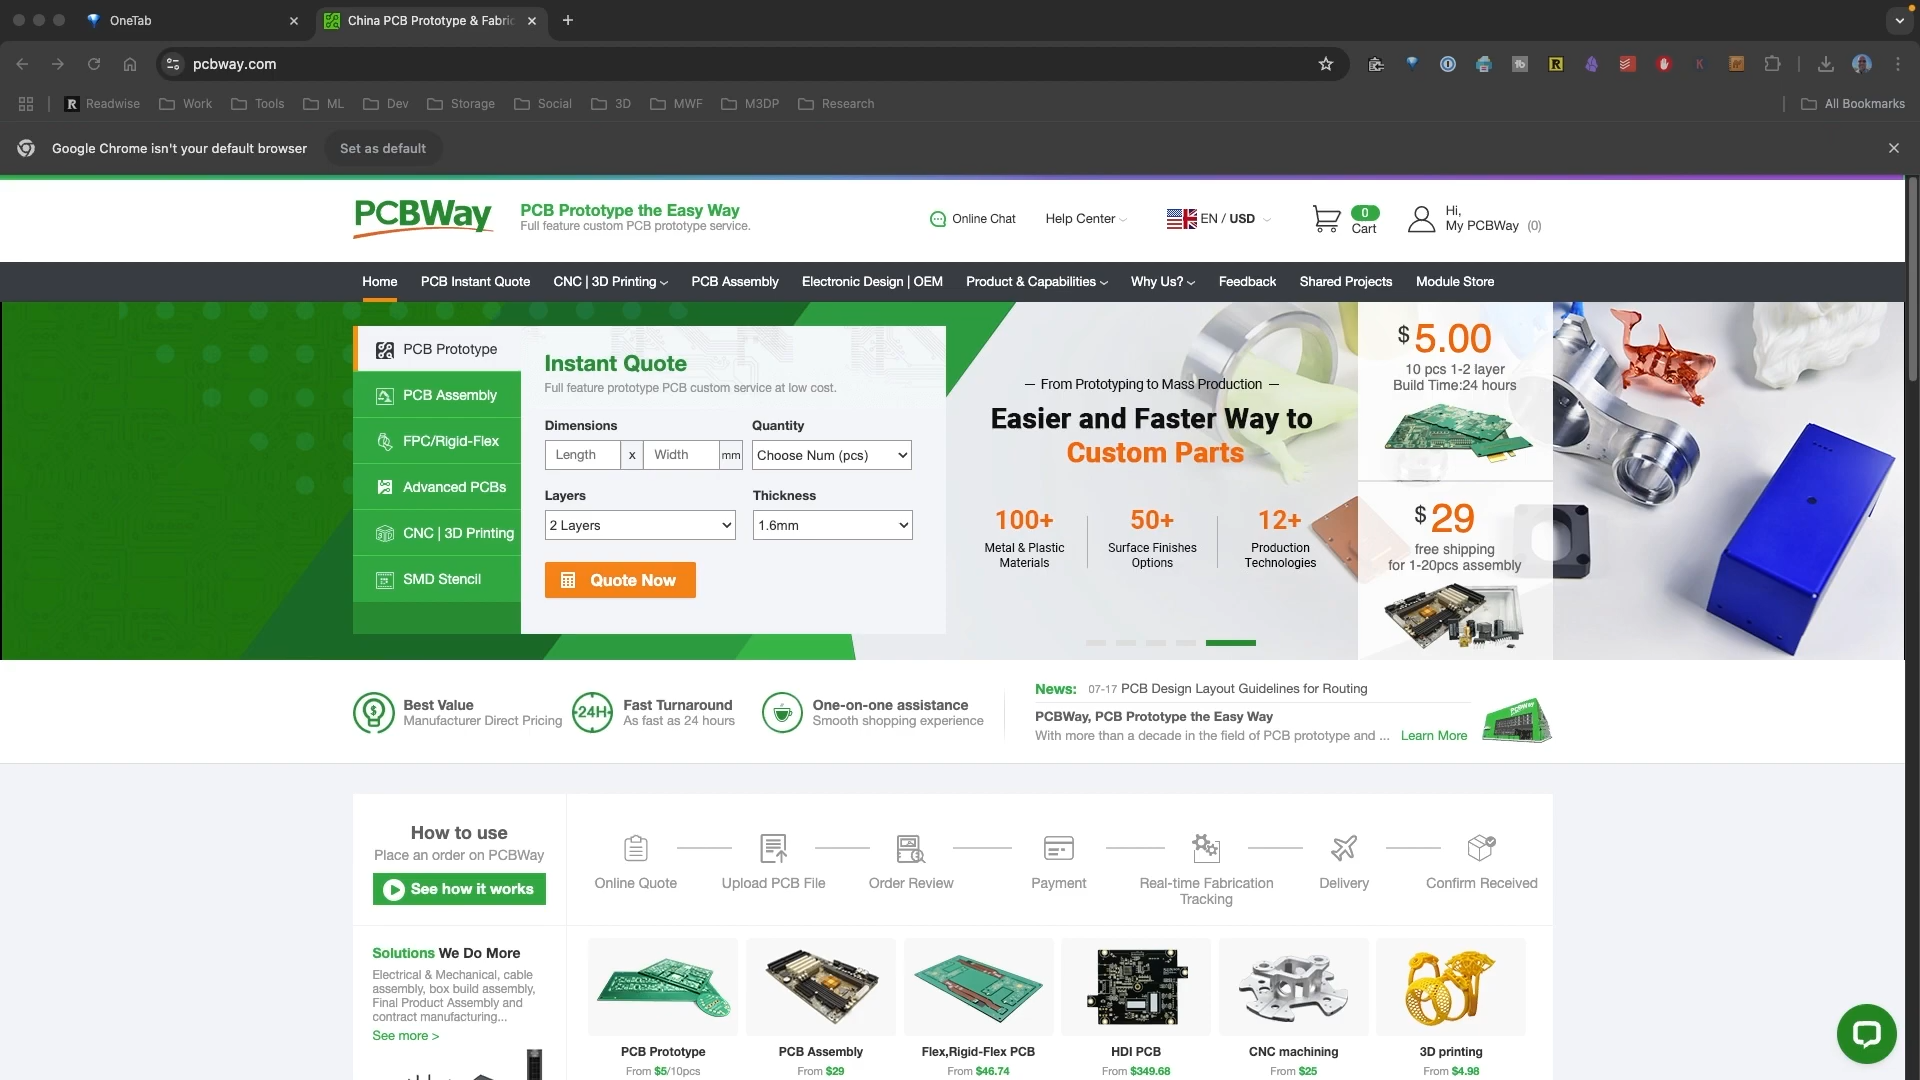 OneTab
China PCB Prototype & Fabric
pcbway.com
Readwise
Work
Tools
ML
Dev
Storage
Social
3D
MWF
M3DP
Research
All Bookmarks
Google Chrome isn't your default browser
Set as default
PCBWay
PCB Prototype the Easy Way
Full feature custom PCB prototype service.
Online Chat
Help Center
EN / USD
0
Cart
Hi,
My PCBWay (0)
Home
PCB Instant Quote
CNC | 3D Printing
PCB Assembly
Electronic Design | OEM
Product & Capabilities
Why Us?
Feedback
Shared Projects
Module Store
PCB Prototype
PCB Assembly
FPC/Rigid-Flex
Advanced PCBs
CNC | 3D Printing
SMD Stencil
Instant Quote
Full feature prototype PCB custom service at low cost.
Dimensions
Quantity
Length x Width mm
Choose Num (pcs)
Layers
Thickness
2 Layers
1.6mm
Quote Now
— From Prototyping to Mass Production —
Easier and Faster Way to
Custom Parts
100+
Metal & Plastic
Materials
50+
Surface Finishes
Options
12+
Production
Technologies
$5.00
10 pcs 1-2 layer
Build Time:24 hours
$29
free shipping
for 1-20pcs assembly
Best Value
Manufacturer Direct Pricing
24H
Fast Turnaround
As fast as 24 hours
One-on-one assistance
Smooth shopping experience
News: 07-17 PCB Design Layout Guidelines for Routing
PCBWay, PCB Prototype the Easy Way
With more than a decade in the field of PCB prototype and ... Learn More
PCBWay
How to use
Place an order on PCBWay
See how it works
Online Quote
Upload PCB File
Order Review
Payment
Real-time Fabrication
Tracking
Delivery
Confirm Received
Solutions We Do More
Electrical & Mechanical, cable
assembly, box build assembly,
Final Product Assembly and
contract manufacturing...
See more >
PCB Prototype
From $5/10pcs
PCB Assembly
From $29
Flex,Rigid-Flex PCB
From $46.74
HDI PCB
From $349.68
CNC machining
From $25
3D printing
From $4.98